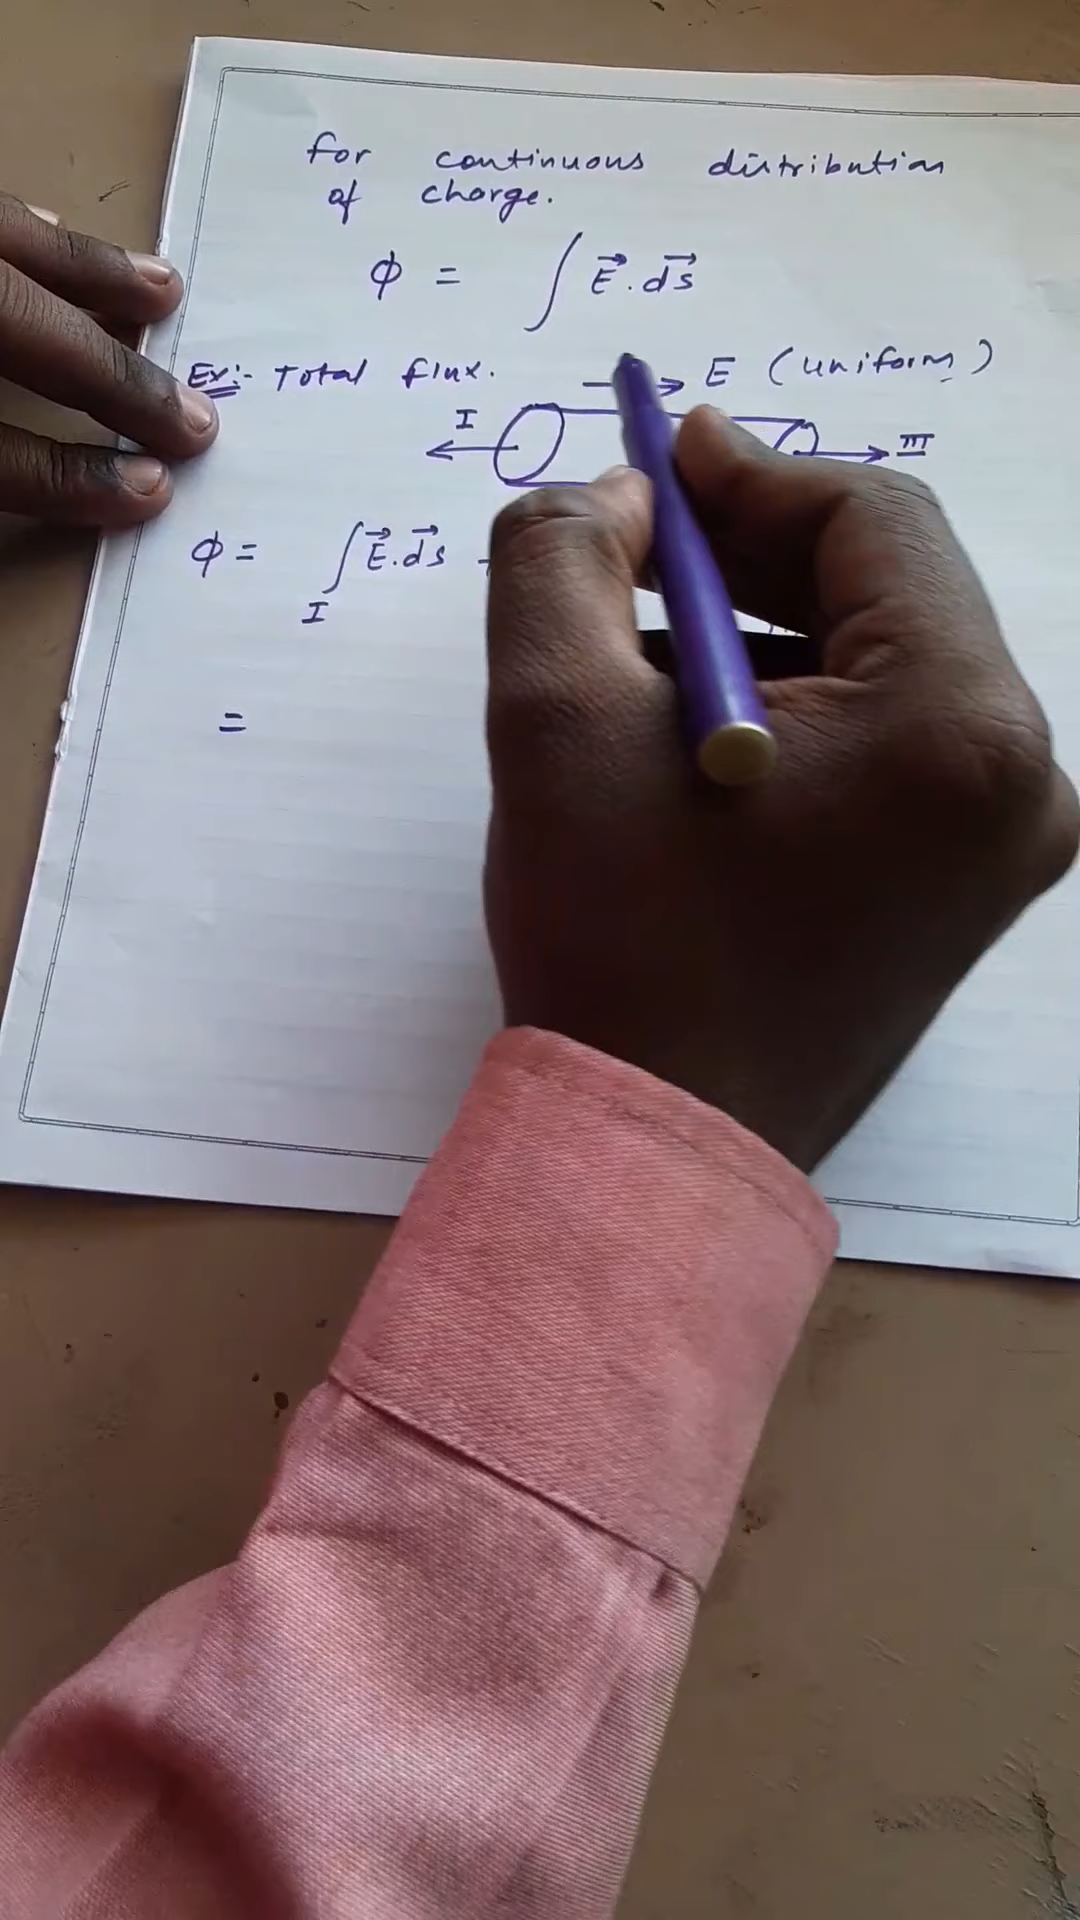 For continuous distribution
of charge.
ϕ = ∫ E⃗ . ds⃗
Ex:- Total flux. E (uniform)
I III
ϕ = ∫ E⃗ . ds⃗
I
=